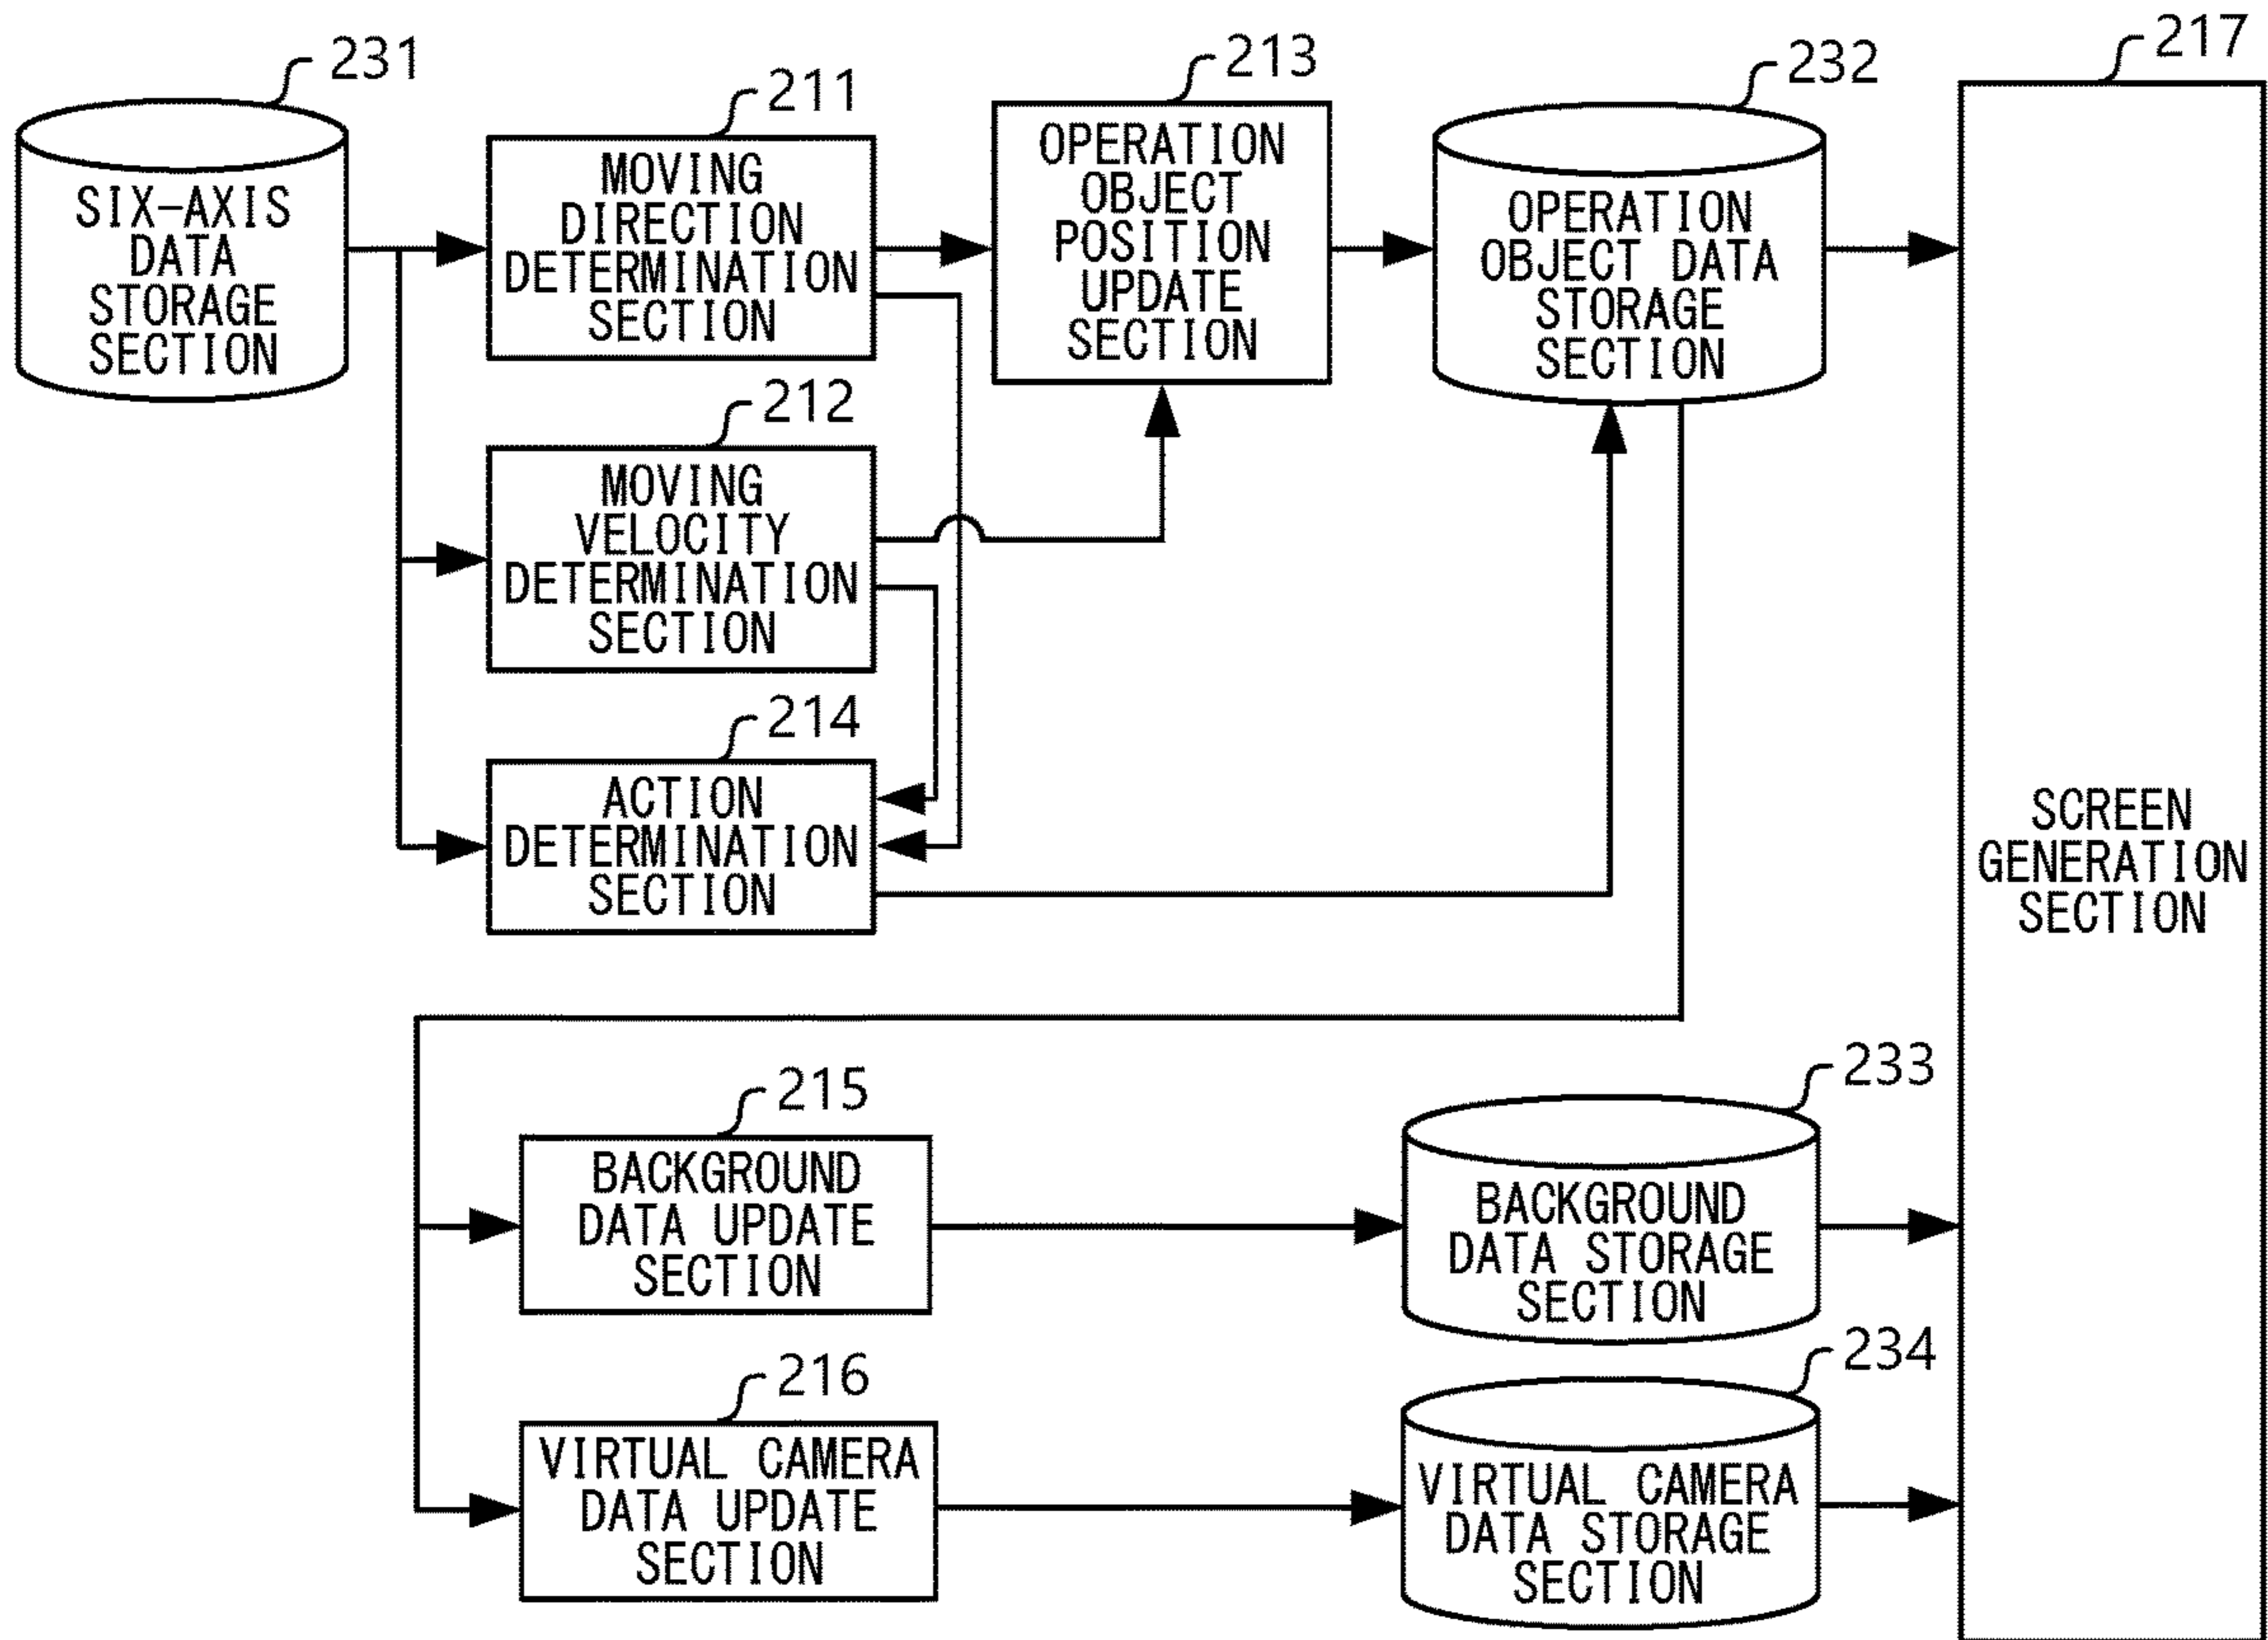 231
SIX-AXIS
DATA
STORAGE
SECTION
211
MOVING
DIRECTION
DETERMINATION
SECTION
213
OPERATION
OBJECT
POSITION
UPDATE
SECTION
232
OPERATION
OBJECT DATA
STORAGE
SECTION
217
SCREEN
GENERATION
SECTION
212
MOVING
VELOCITY
DETERMINATION
SECTION
214
ACTION
DETERMINATION
SECTION
215
BACKGROUND
DATA UPDATE
SECTION
233
BACKGROUND
DATA STORAGE
SECTION
216
VIRTUAL CAMERA
DATA UPDATE
SECTION
234
VIRTUAL CAMERA
DATA STORAGE
SECTION